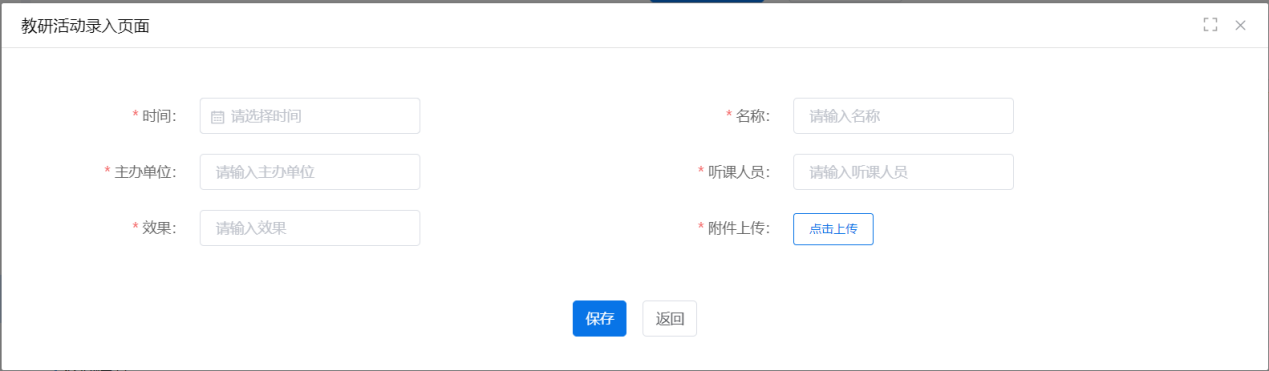 教研活动录入页面
* 时间： 请选择时间 * 名称： 请输入名称
* 主办单位： 请输入主办单位 * 听课人员： 请输入听课人员
* 效果： 请输入效果 * 附件上传： 点击上传
保存 返回